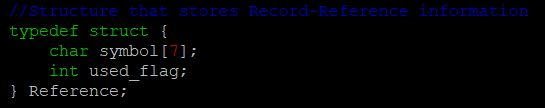 //Structure that stores Record-Reference information
typedef struct {
    char symbol[7];
    int used_flag;
} Reference;